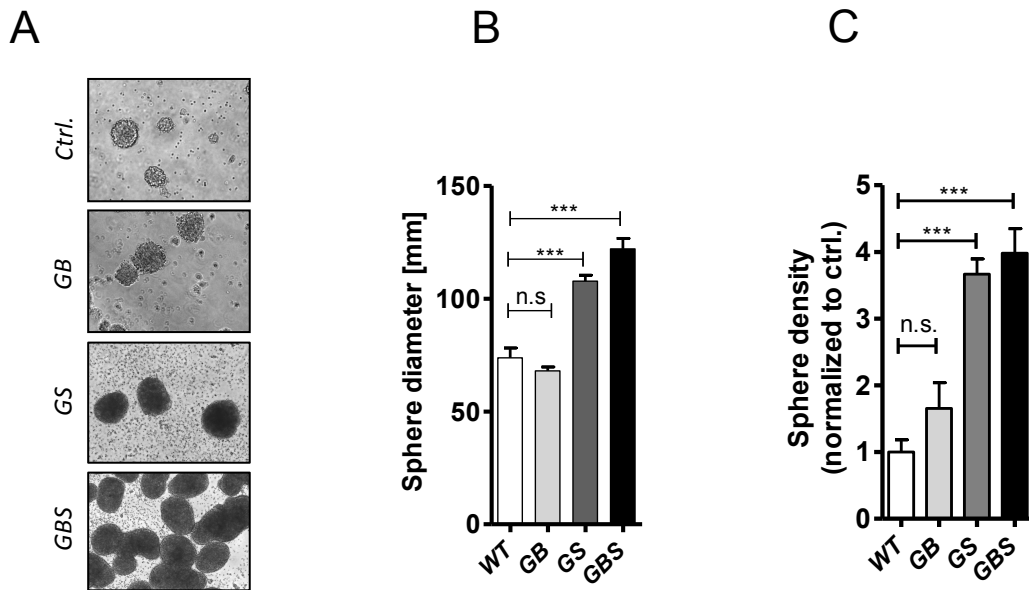 A
Ctrl.
GB
GS
GBS
B
Sphere diameter [mm]
150
100
50
0
***
***
n.s
WT
GB
GS
GBS
C
Sphere density
(normalized to ctrl.)
5
4
3
2
1
0
***
***
n.s.
WT
GB
GS
GBS